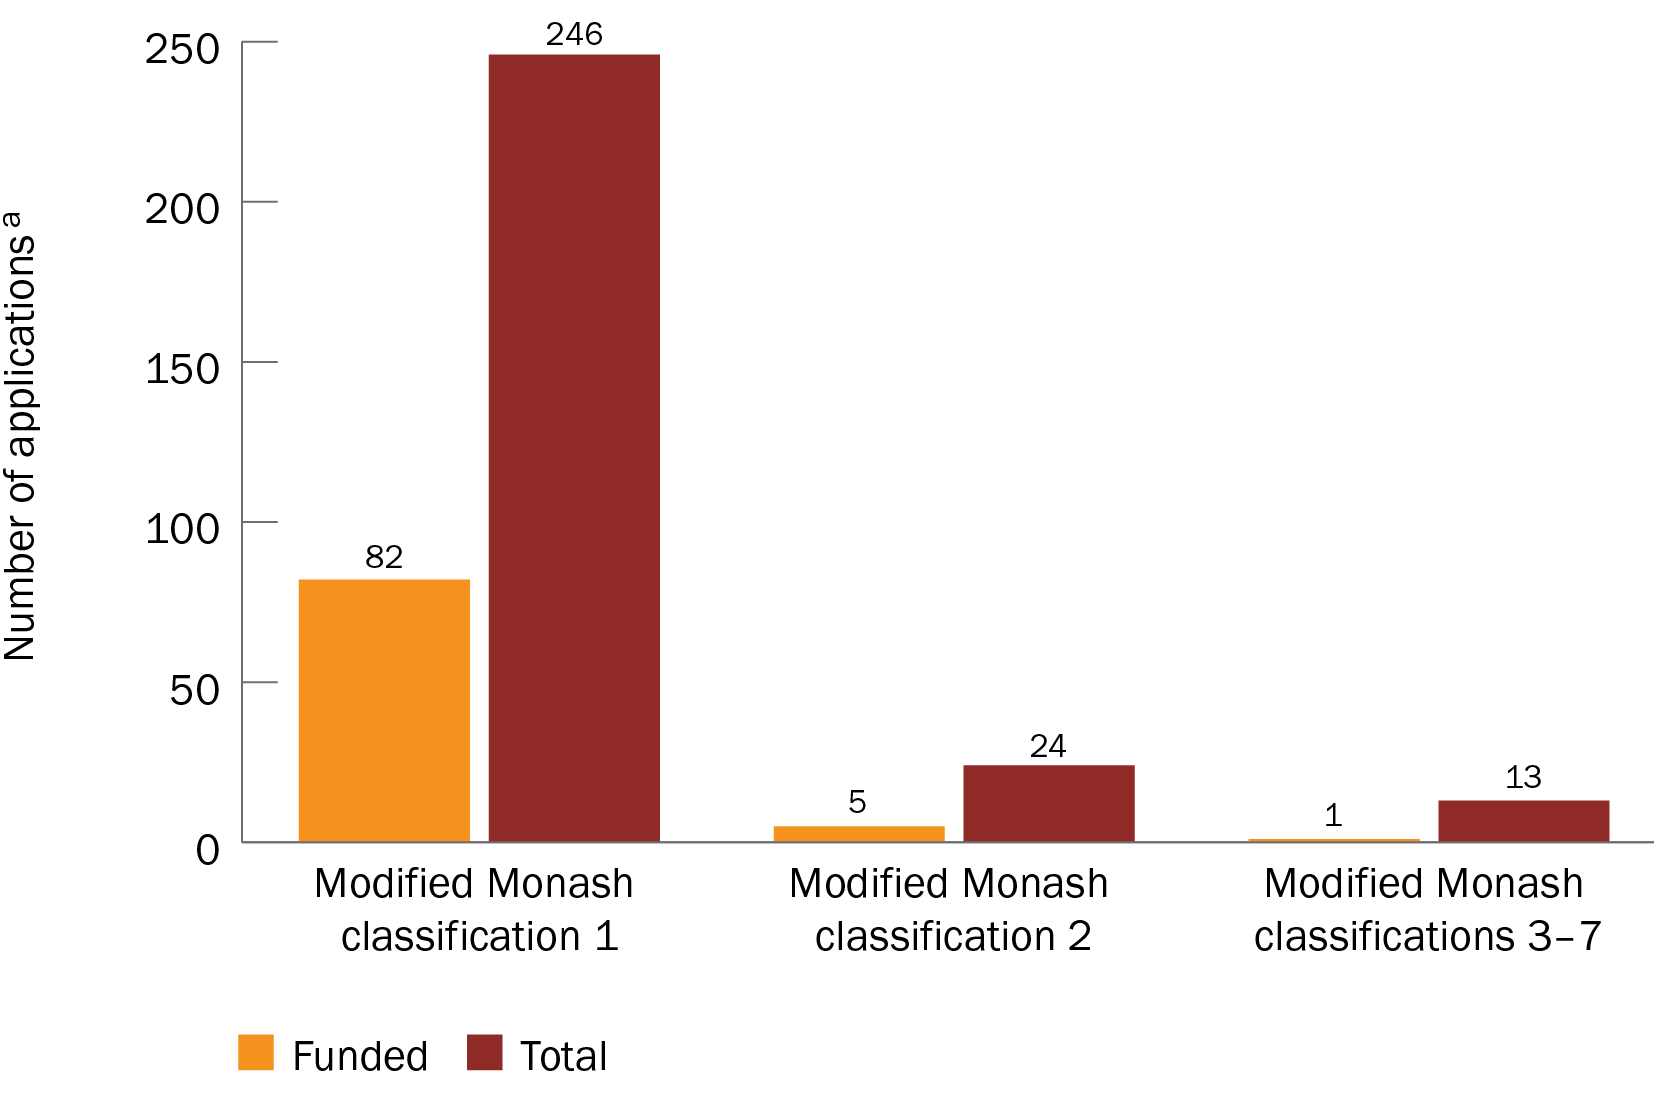 Number of applications a
250
200
150
100
50
0
246
82
24
5
13
1
Modified Monash
classification 1
Modified Monash
classification 2
Modified Monash
classifications 3–7
Funded
Total